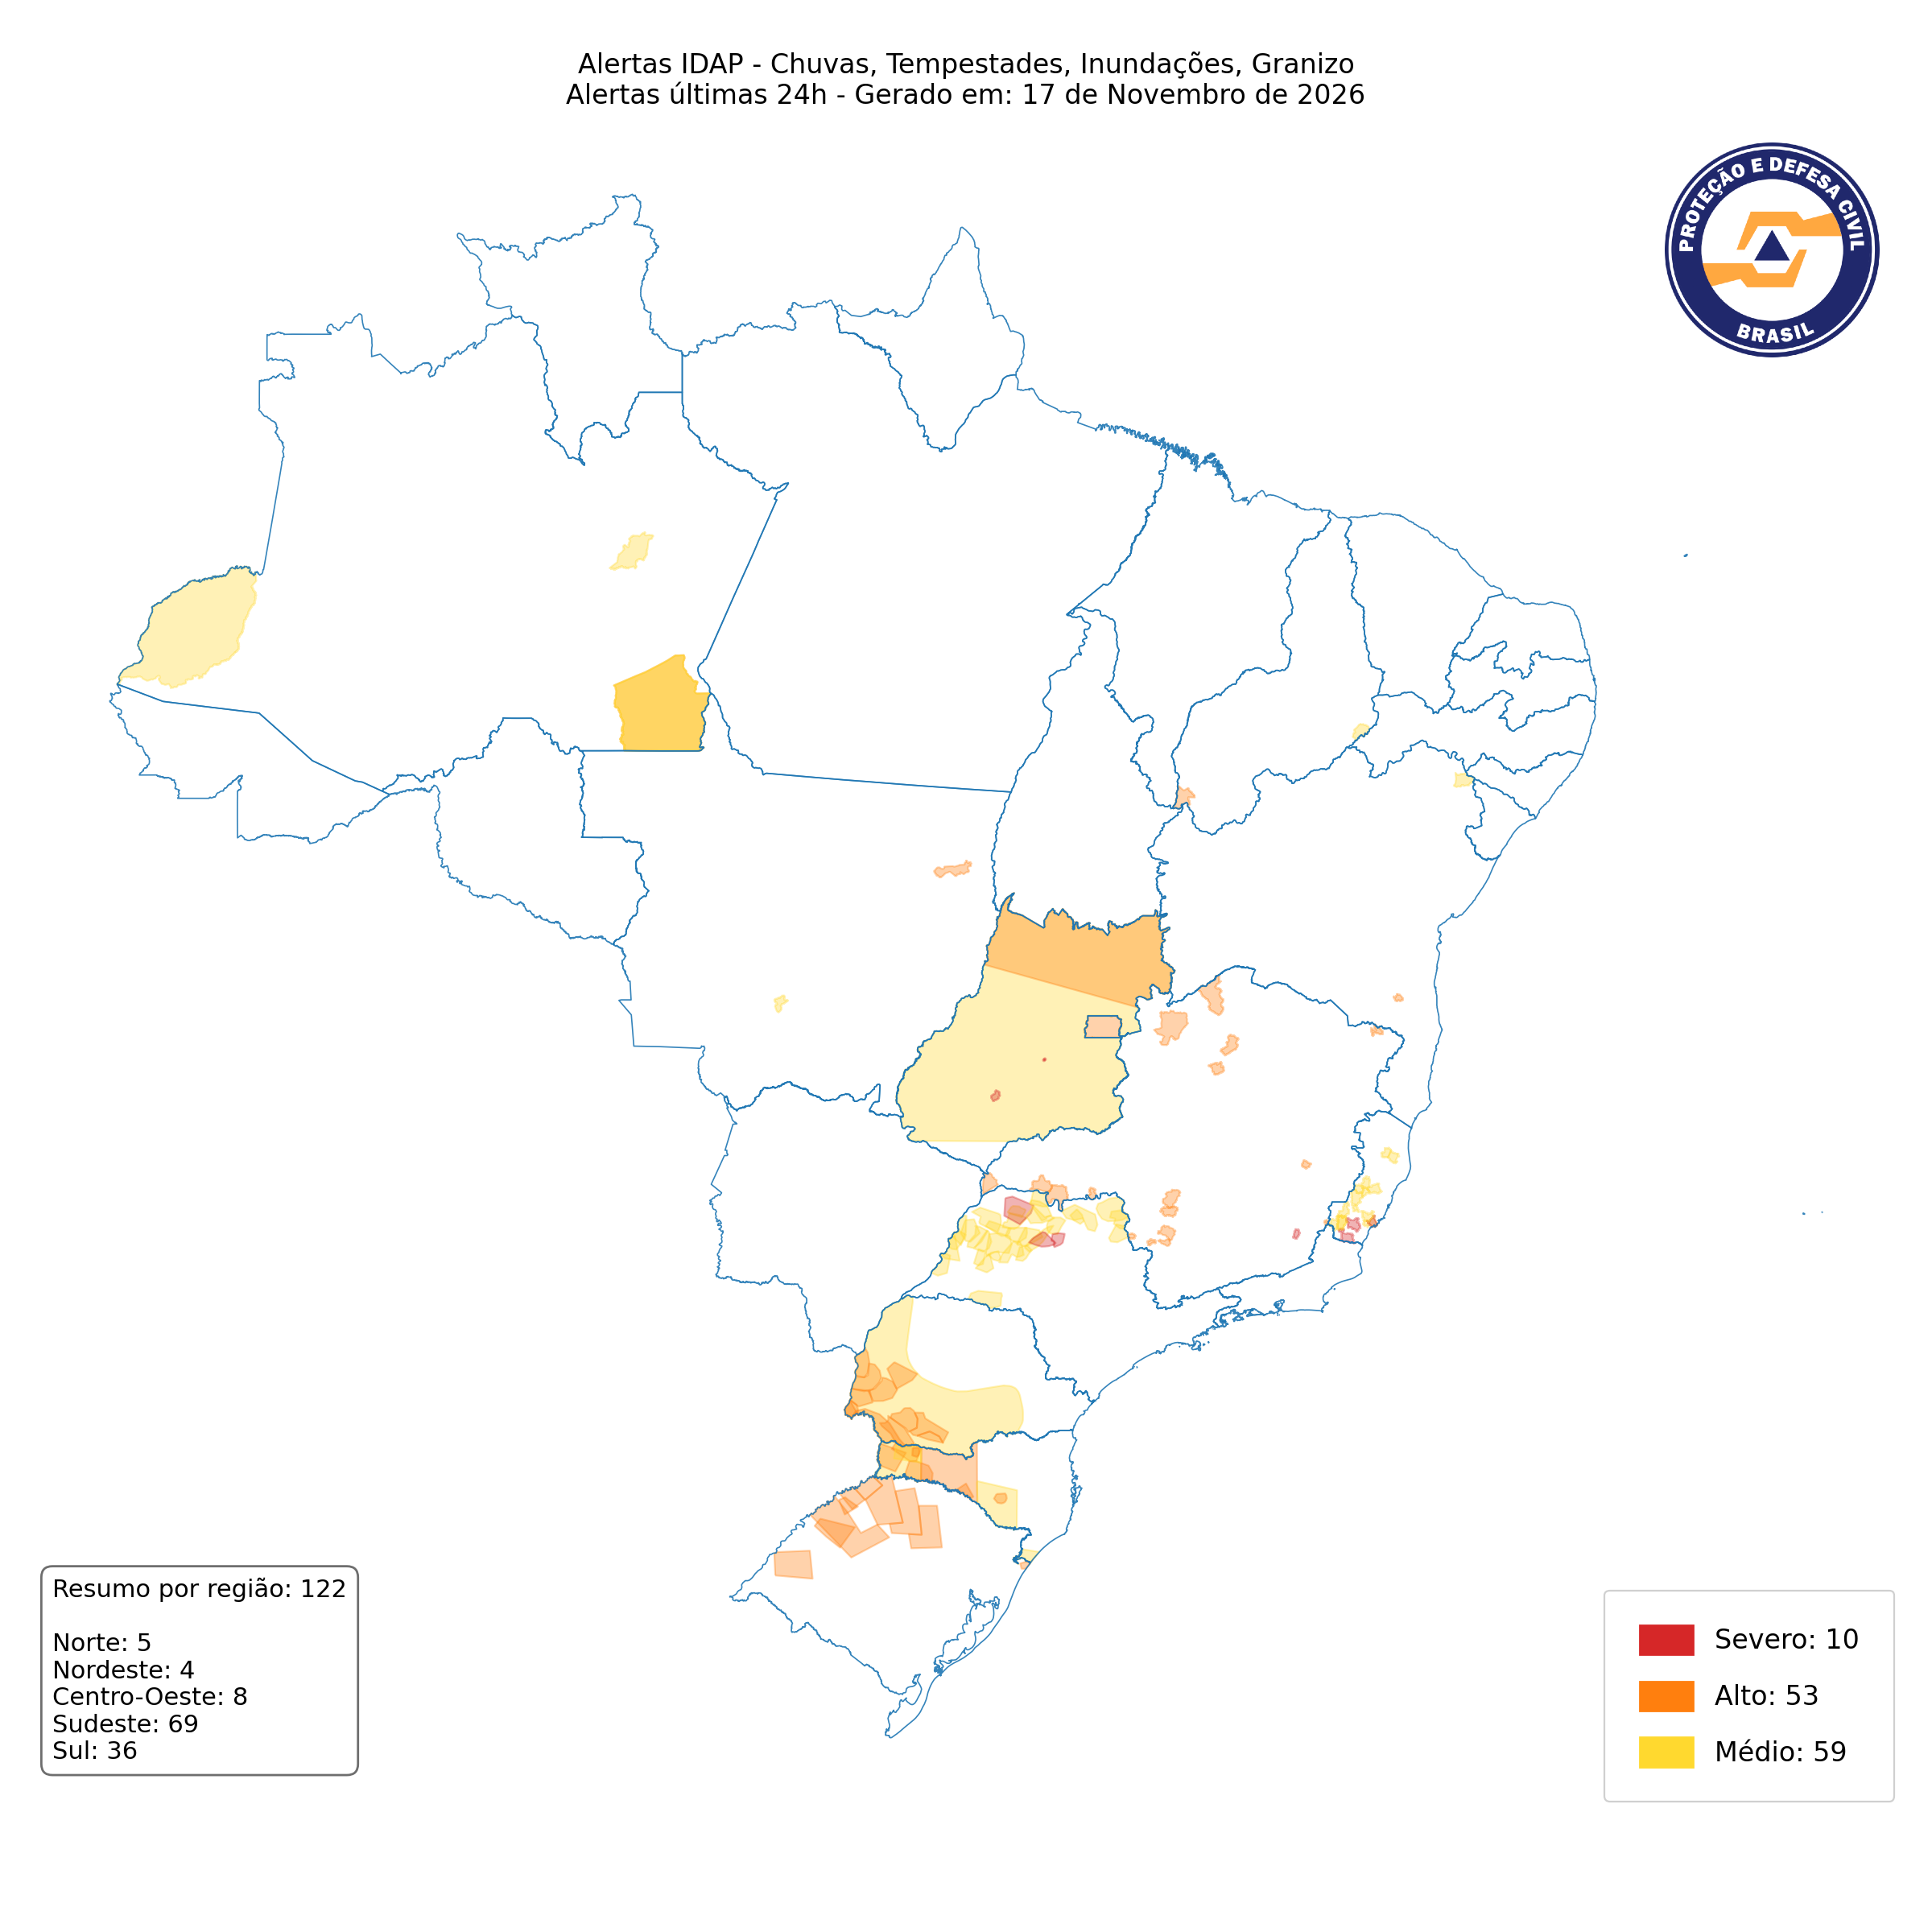 Alertas IDAP - Chuvas, Tempestades, Inundações, Granizo
Alertas últimas 24h - Gerado em: 17 de Novembro de 2026
PROTEÇÃO E DEFESA CIVIL
BRASIL
Resumo por região: 122
Norte: 5
Nordeste: 4
Centro-Oeste: 8
Sudeste: 69
Sul: 36
Severo: 10
Alto: 53
Médio: 59